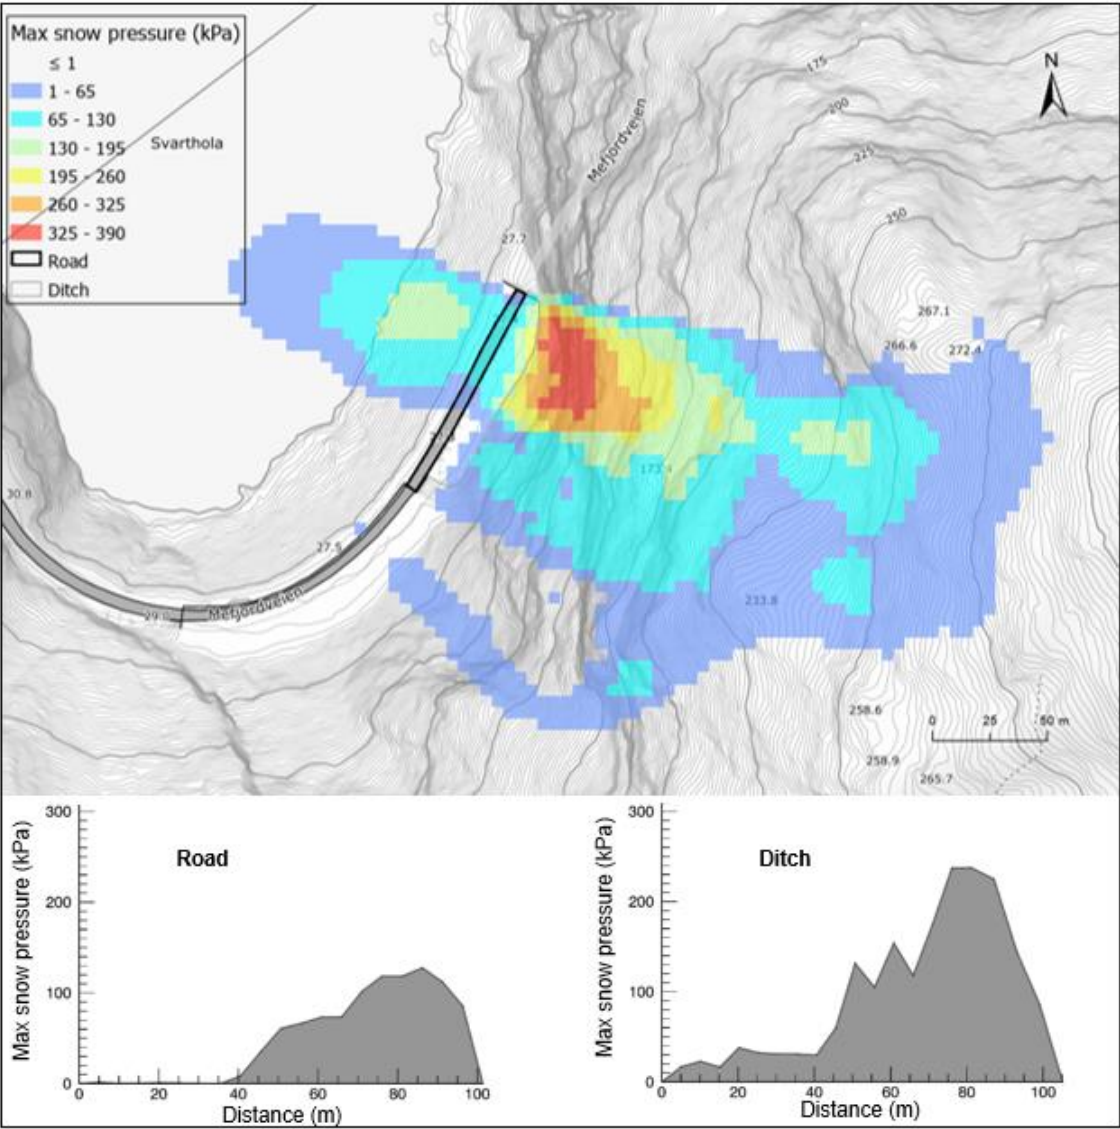 Max snow pressure (kPa)
≤ 1
1 - 65
65 - 130
130 - 195
195 - 260
260 - 325
325 - 390
Road
Ditch
Svarthola
N
Mefjordveien
175
200
225
250
27.7
267.1
266.6
272.4
173.4
30.8
27.5
233.8
Mefjordveien
258.6
0 25 50 m
258.9
265.7
Max snow pressure (kPa)
Road
300
200
100
0
0 20 40 60 80 100
Distance (m)
Max snow pressure (kPa)
Ditch
300
200
100
0
0 20 40 60 80 100
Distance (m)